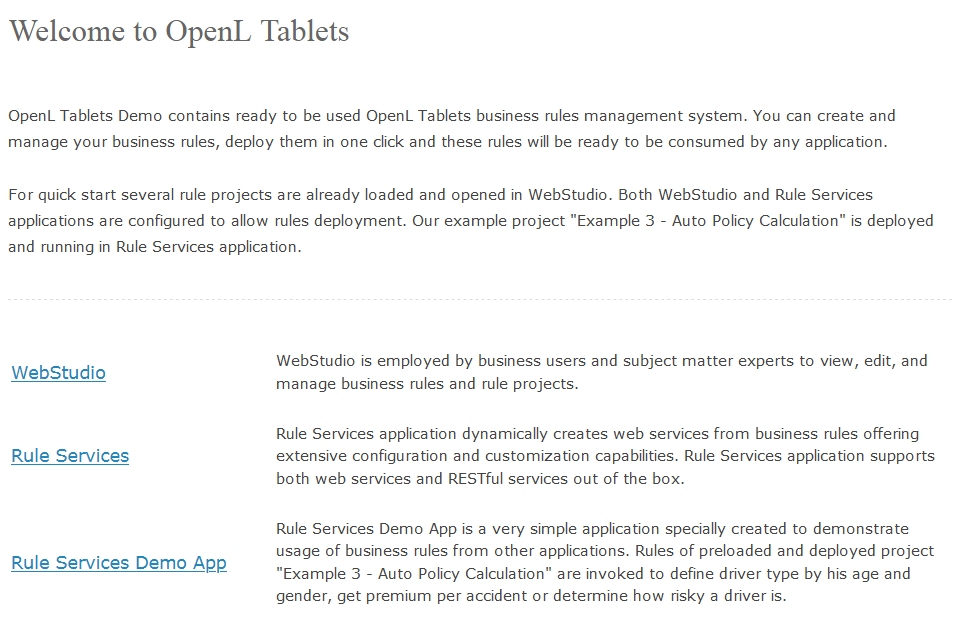 Welcome to OpenL Tablets
OpenL Tablets Demo contains ready to be used OpenL Tablets business rules management system. You can create and
manage your business rules, deploy them in one click and these rules will be ready to be consumed by any application.
For quick start several rule projects are already loaded and opened in WebStudio. Both WebStudio and Rule Services
applications are configured to allow rules deployment. Our example project "Example 3 - Auto Policy Calculation" is deployed
and running in Rule Services application.
WebStudio
WebStudio is employed by business users and subject matter experts to view, edit, and
manage business rules and rule projects.
Rule Services
Rule Services application dynamically creates web services from business rules offering
extensive configuration and customization capabilities. Rule Services application supports
both web services and RESTful services out of the box.
Rule Services Demo App
Rule Services Demo App is a very simple application specially created to demonstrate
usage of business rules from other applications. Rules of preloaded and deployed project
"Example 3 - Auto Policy Calculation" are invoked to define driver type by his age and
gender, get premium per accident or determine how risky a driver is.